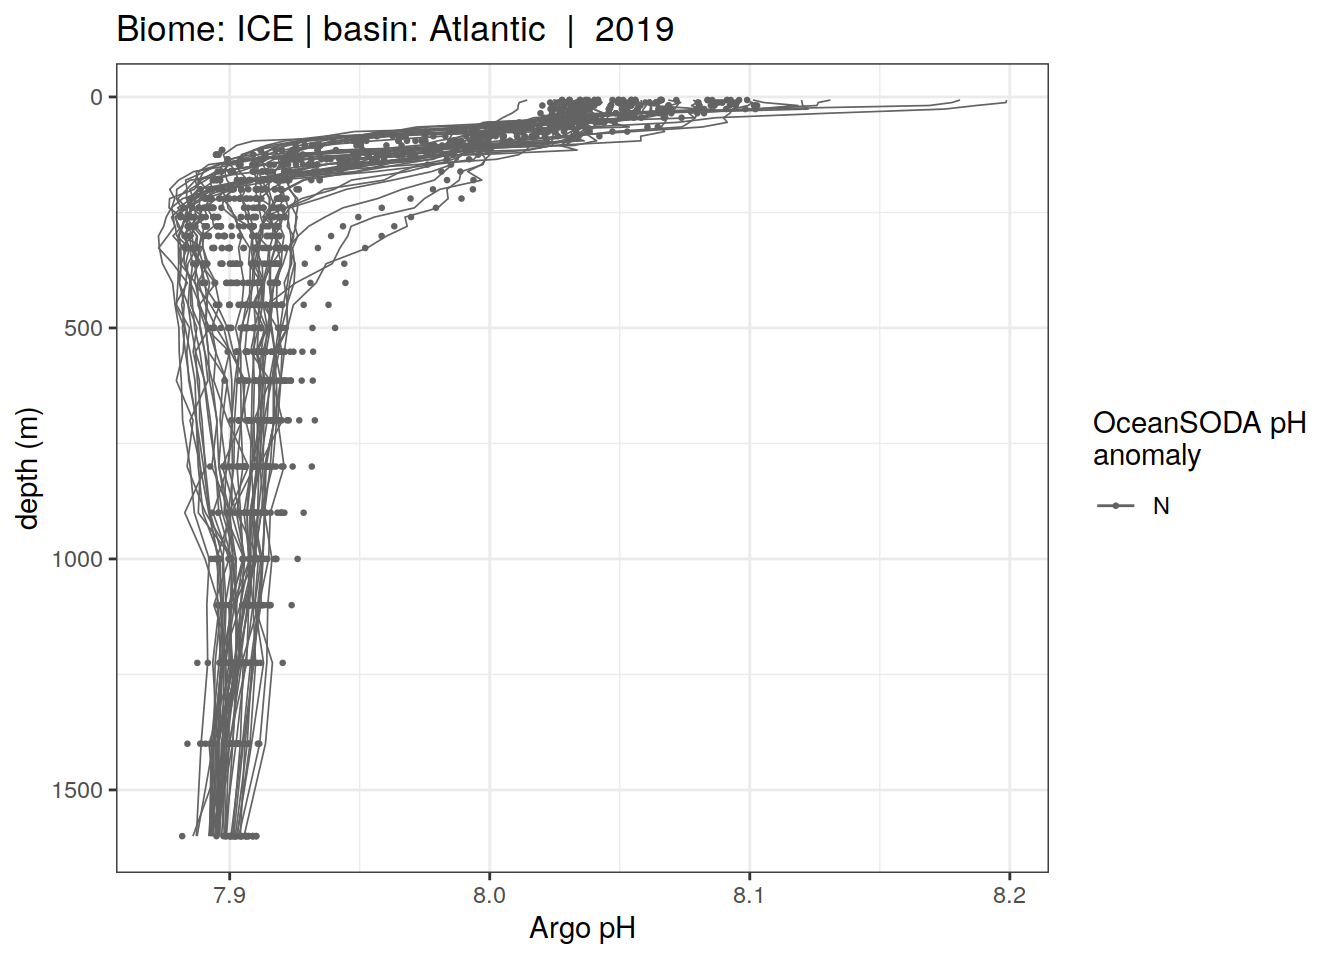 Biome: ICE | basin: Atlantic  |  2019
0
500
1000
1500
depth (m)
7.9
8.0
8.1
8.2
Argo pH
OceanSODA pH
anomaly
N